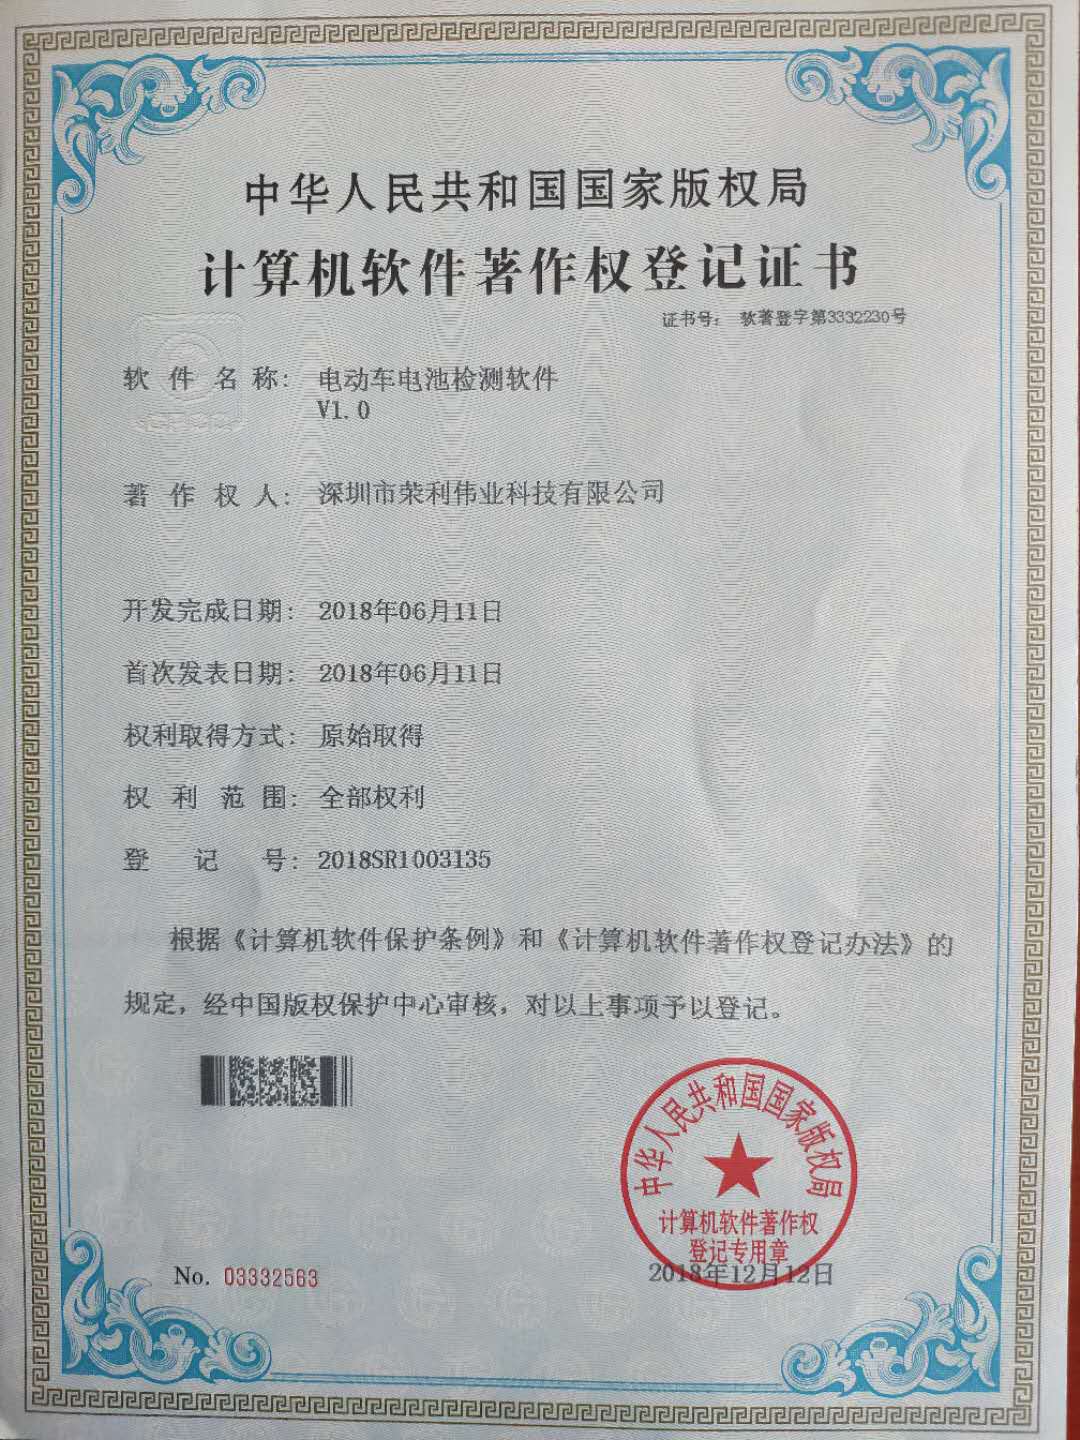 中华人民共和国国家版权局
计算机软件著作权登记证书
证书号： 软著登字第3332230号
软件名称： 电动车电池检测软件
V1.0
著作权人： 深圳市荣利伟业科技有限公司
开发完成日期： 2018年06月11日
首次发表日期： 2018年06月11日
权利取得方式： 原始取得
权利范围： 全部权利
登记号： 2018SR1003135
根据《计算机软件保护条例》和《计算机软件著作权登记办法》的
规定，经中国版权保护中心审核，对以上事项予以登记。
中华人民共和国国家版权局
计算机软件著作权
登记专用章
No. 03332563
2018年12月12日